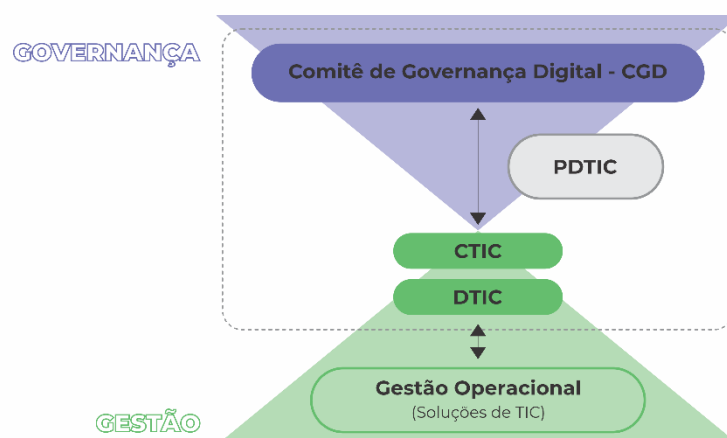 GOVERNANÇA
Comitê de Governança Digital - CGD
PDTIC
CTIC
DTIC
Gestão Operacional
(Soluções de TIC)
GESTÃO